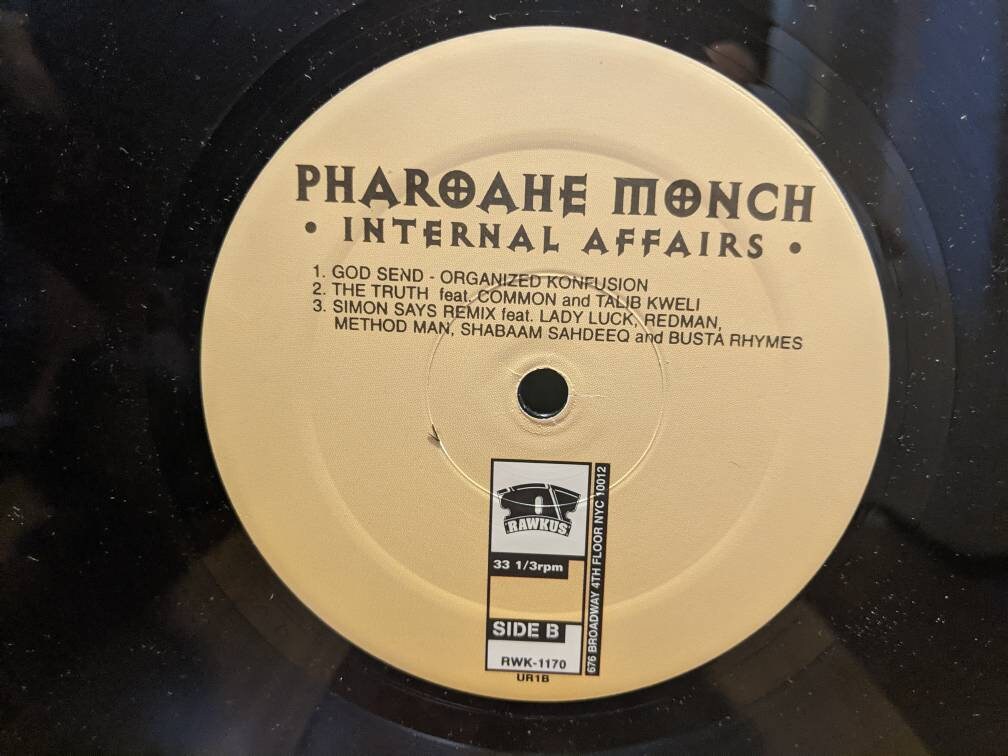 PHAROAHE MONCH
• INTERNAL AFFAIRS •
1. GOD SEND - ORGANIZED KONFUSION
2. THE TRUTH feat. COMMON and TALIB KWELI
3. SIMON SAYS REMIX feat. LADY LUCK, REDMAN,
METHOD MAN, SHABAAM SAHDEEQ and BUSTA RHYMES
RAWKUS
33 1/3rpm
SIDE B
RWK-1170
UR1B
676 BROADWAY 4TH FLOOR NYC 10012